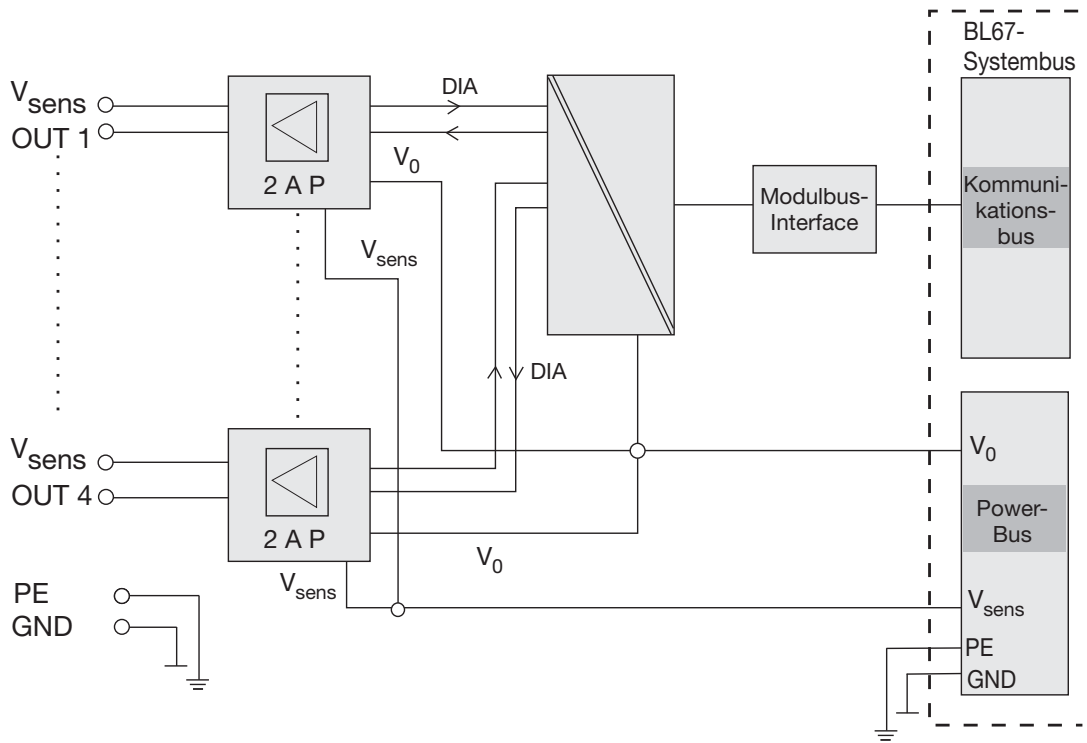 BL67-
Systembus
Vsens
OUT 1
2 A P
DIA
V0
Vsens
Modulbus-
Interface
Kommuni-
kations-
bus
DIA
Vsens
OUT 4
2 A P
V0
Vsens
V0
Power-
Bus
Vsens
PE
GND
PE
GND